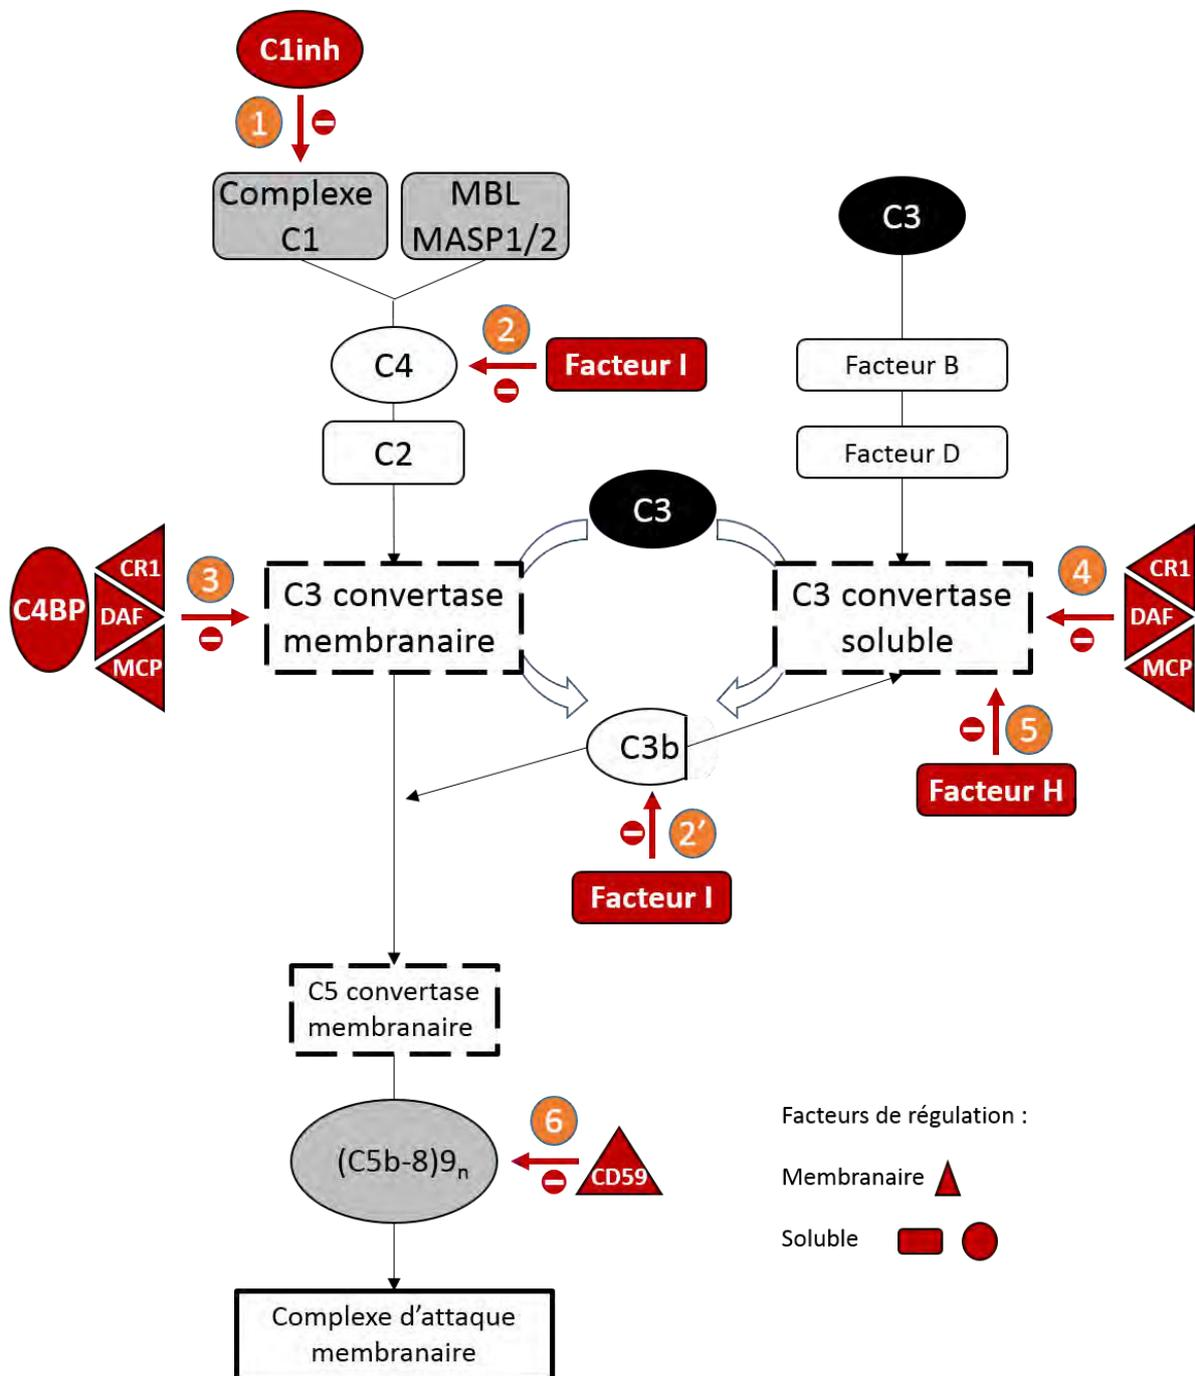 C1inh
1
Complexe
C1
MBL
MASP1/2
C3
C4
2
Facteur I
Facteur B
C2
Facteur D
C3
C4BP
CR1
DAF
MCP
3
C3 convertase
membranaire
C3 convertase
soluble
4
CR1
DAF
MCP
C3b
5
Facteur H
2’
Facteur I
C5 convertase
membranaire
(C5b-8)9n
6
CD59
Facteurs de régulation :
Membranaire
Soluble
Complexe d’attaque
membranaire